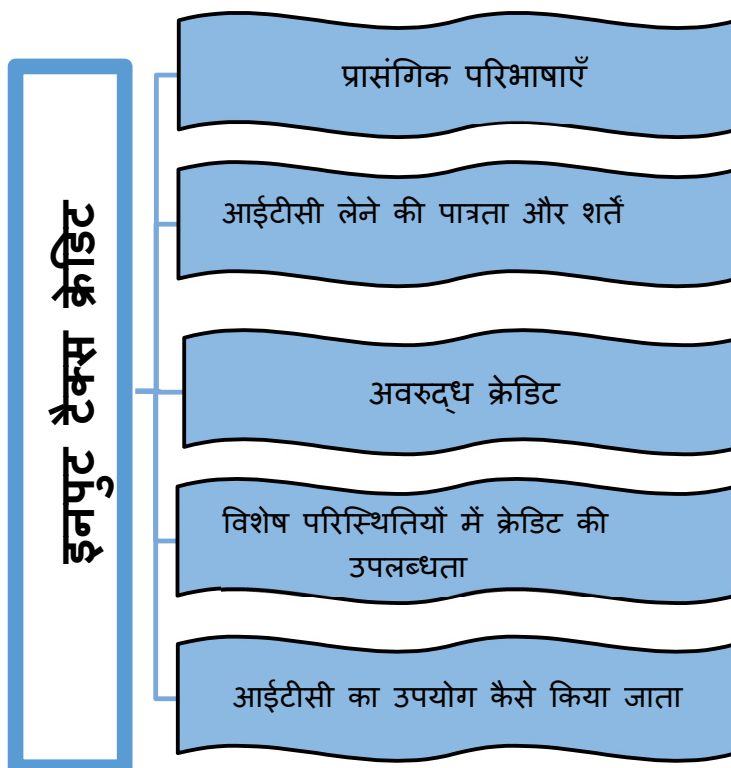 इनपुट टैक्स क्रेडिट
प्रासंगिक परिभाषाएँ
आईटीसी लेने की पात्रता और शर्तें
अवरुद्ध क्रेडिट
विशेष परिस्थितियों में क्रेडिट की
उपलब्धता
आईटीसी का उपयोग कैसे किया जाता